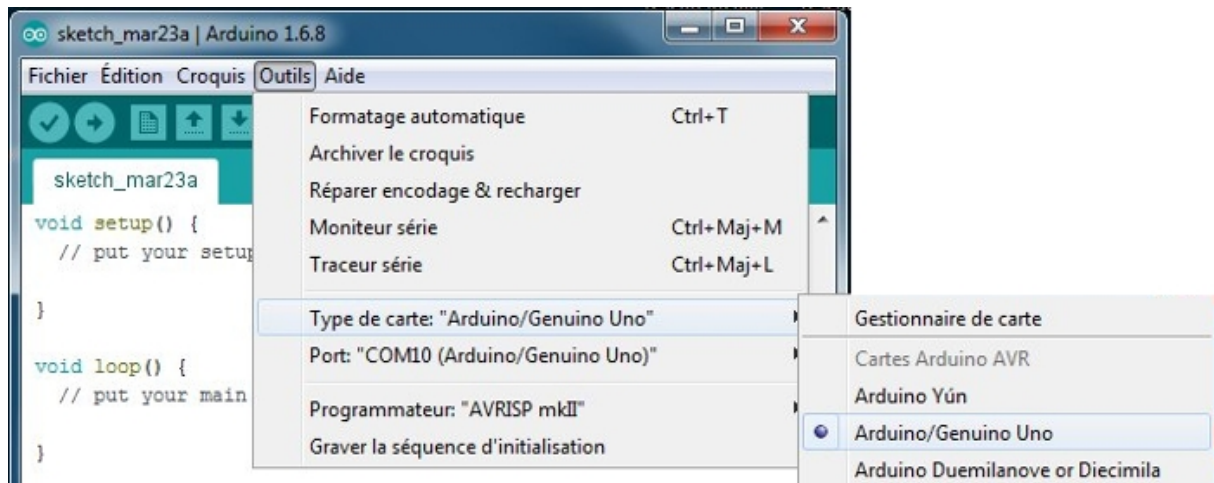 sketch_mar23a | Arduino 1.6.8
Fichier Édition Croquis Outils Aide
sketch_mar23a
void setup() {
// put your setup
}
void loop() {
// put your main
}
Formatage automatique Ctrl+T
Archiver le croquis
Réparer encodage & recharger
Moniteur série Ctrl+Maj+M
Traceur série Ctrl+Maj+L
Type de carte: "Arduino/Genuino Uno"
Port: "COM10 (Arduino/Genuino Uno)"
Programmateur: "AVRISP mkII"
Graver la séquence d'initialisation
Gestionnaire de carte
Cartes Arduino AVR
Arduino Yún
Arduino/Genuino Uno
Arduino Duemilanove or Diecimila